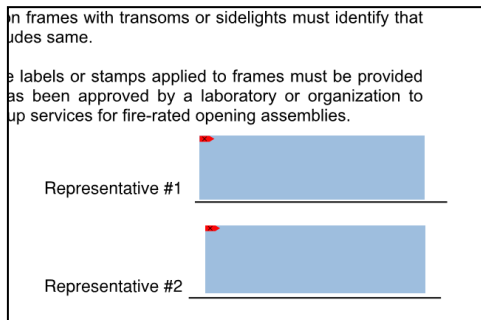 on frames with transoms or sidelights must identify that
udes same.
e labels or stamps applied to frames must be provided
as been approved by a laboratory or organization to
up services for fire-rated opening assemblies.
Representative #1
Representative #2